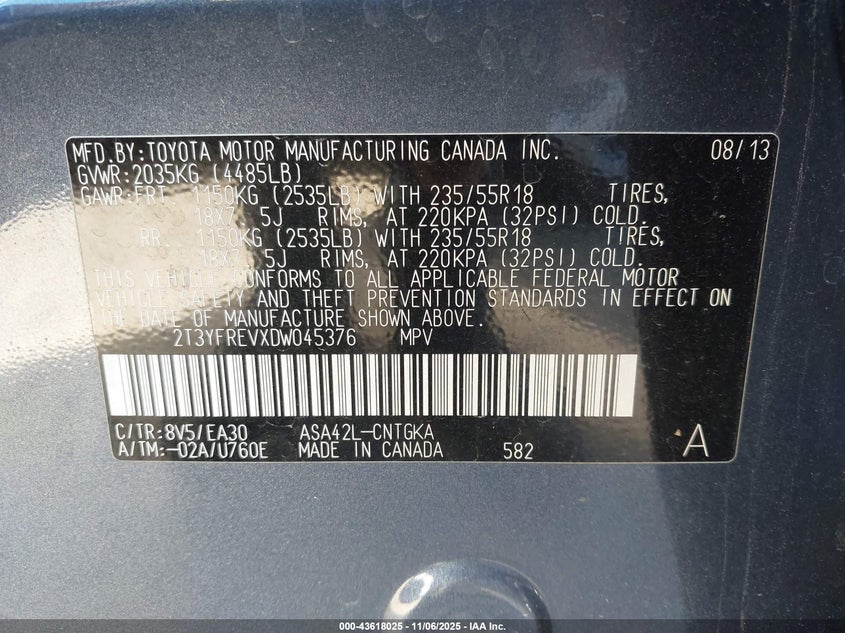 MFD.BY:TOYOTA MOTOR MANUFACTURING CANADA INC. 08/13
GVWR:2035KG (4485LB)
GAWR:FRT. 1150KG (2535LB) WITH 235/55R18 TIRES,
18X7.5J RIMS, AT 220KPA (32PSI) COLD.
RR. 1150KG (2535LB) WITH 235/55R18 TIRES,
18X7.5J RIMS, AT 220KPA (32PSI) COLD.
THIS VEHICLE CONFORMS TO ALL APPLICABLE FEDERAL MOTOR
VEHICLE SAFETY AND THEFT PREVENTION STANDARDS IN EFFECT ON
THE DATE OF MANUFACTURE SHOWN ABOVE.
2T3YFREVXDW045376 MPV
C/TR:8V5/EA30 ASA42L-CNTGKA
A/TM:-02A/U760E MADE IN CANADA 582 A
000-43618025 - 11/06/2025 - IAA Inc.